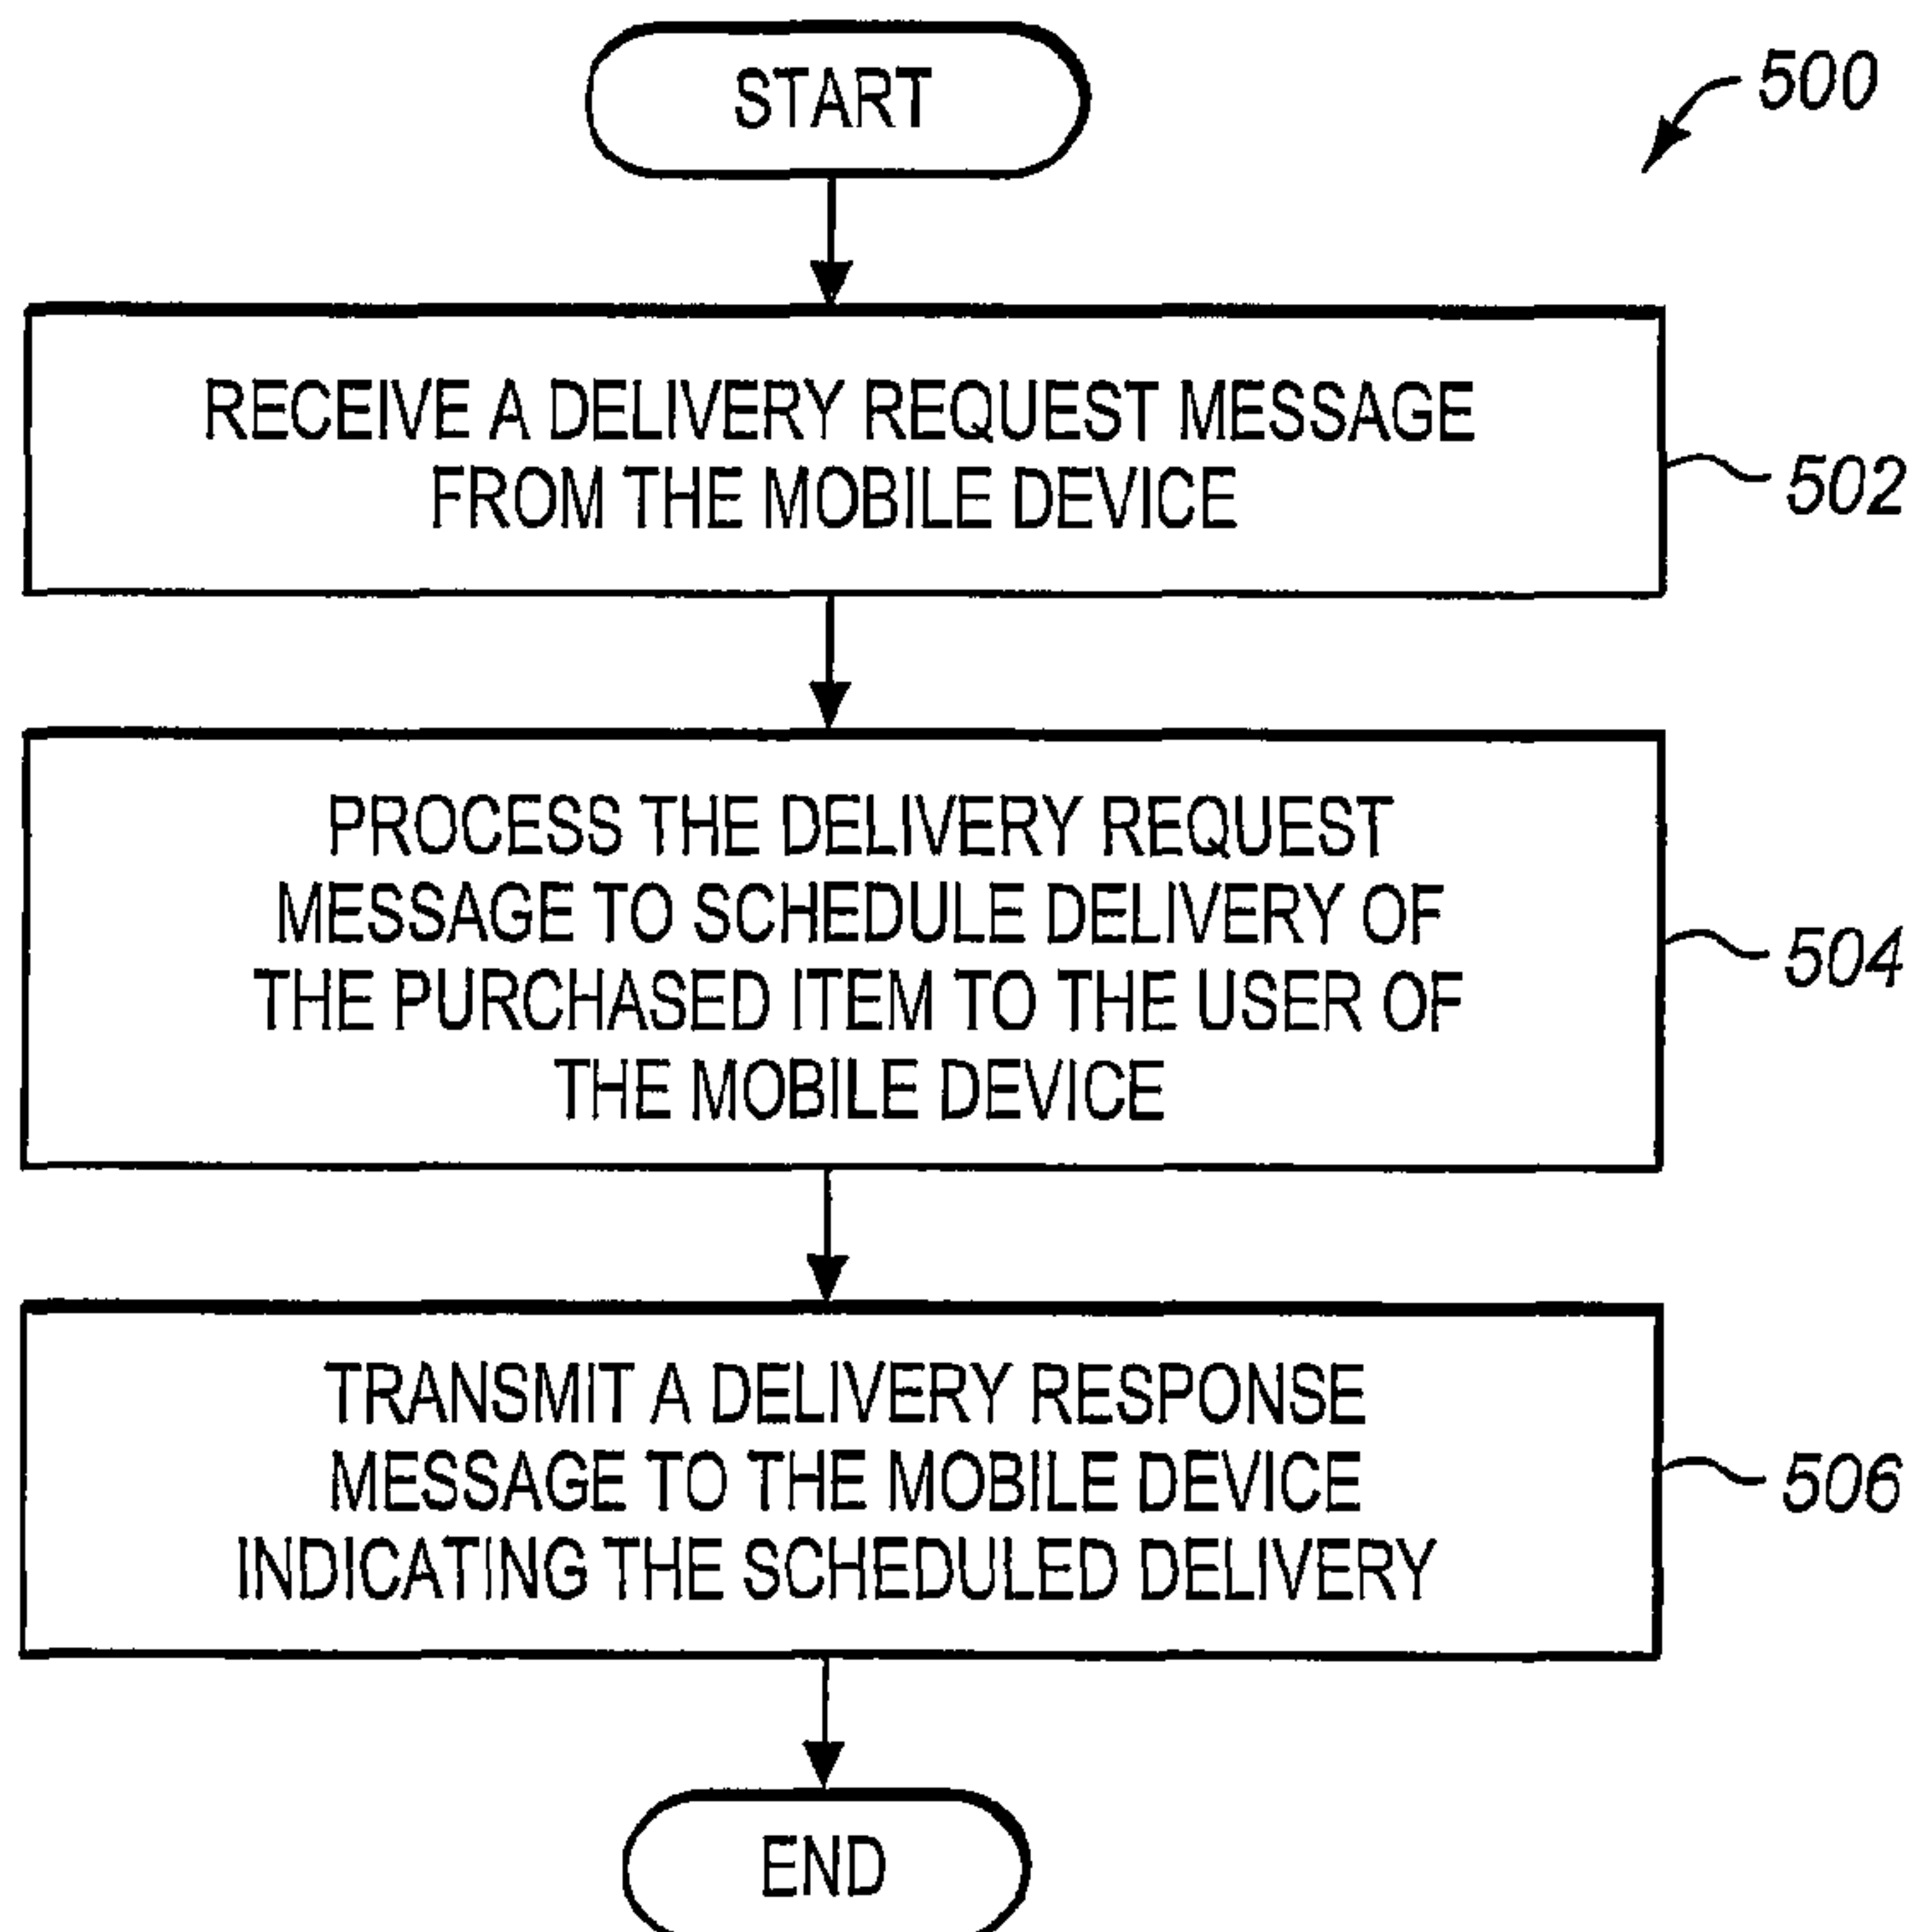 START
500
RECEIVE A DELIVERY REQUEST MESSAGE
FROM THE MOBILE DEVICE
502
PROCESS THE DELIVERY REQUEST
MESSAGE TO SCHEDULE DELIVERY OF
THE PURCHASED ITEM TO THE USER OF
THE MOBILE DEVICE
504
TRANSMIT A DELIVERY RESPONSE
MESSAGE TO THE MOBILE DEVICE
INDICATING THE SCHEDULED DELIVERY
506
END